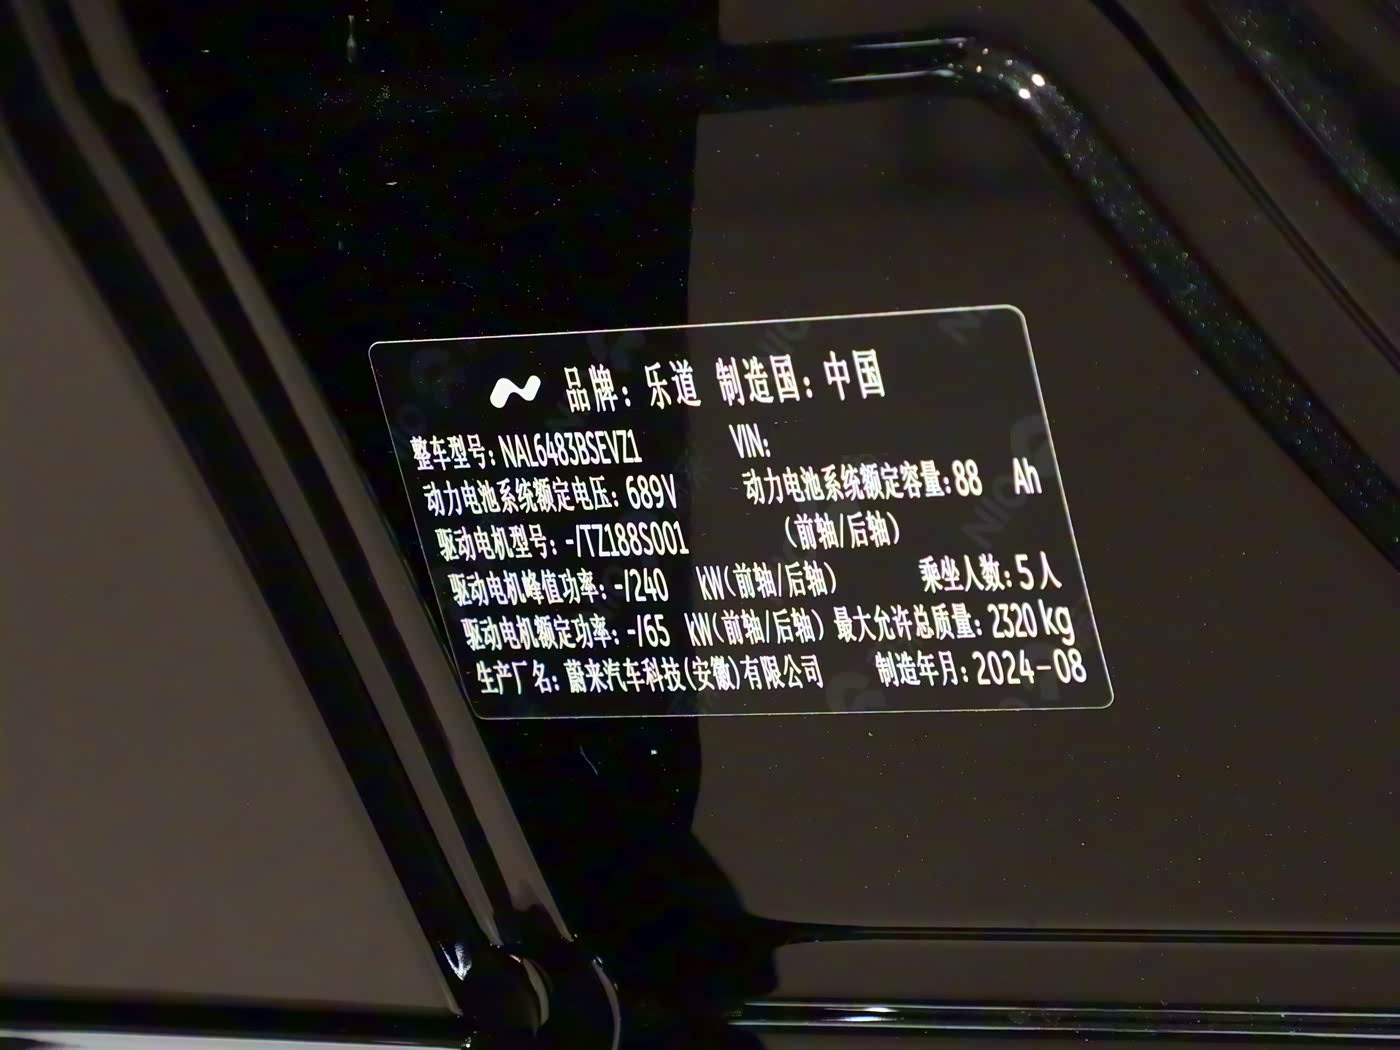 品牌：乐道 制造国：中国
整车型号：NAL6483BSEVZ1 VIN:
动力电池系统额定电压：689V 动力电池系统额定容量：88 Ah
驱动电机型号：-/TZ188S001 （前轴/后轴）
驱动电机峰值功率：-/240 kW（前轴/后轴） 乘坐人数：5人
驱动电机额定功率：-/65 kW（前轴/后轴） 最大允许总质量：2320 kg
生产厂名：蔚来汽车科技（安徽）有限公司 制造年月：2024-08